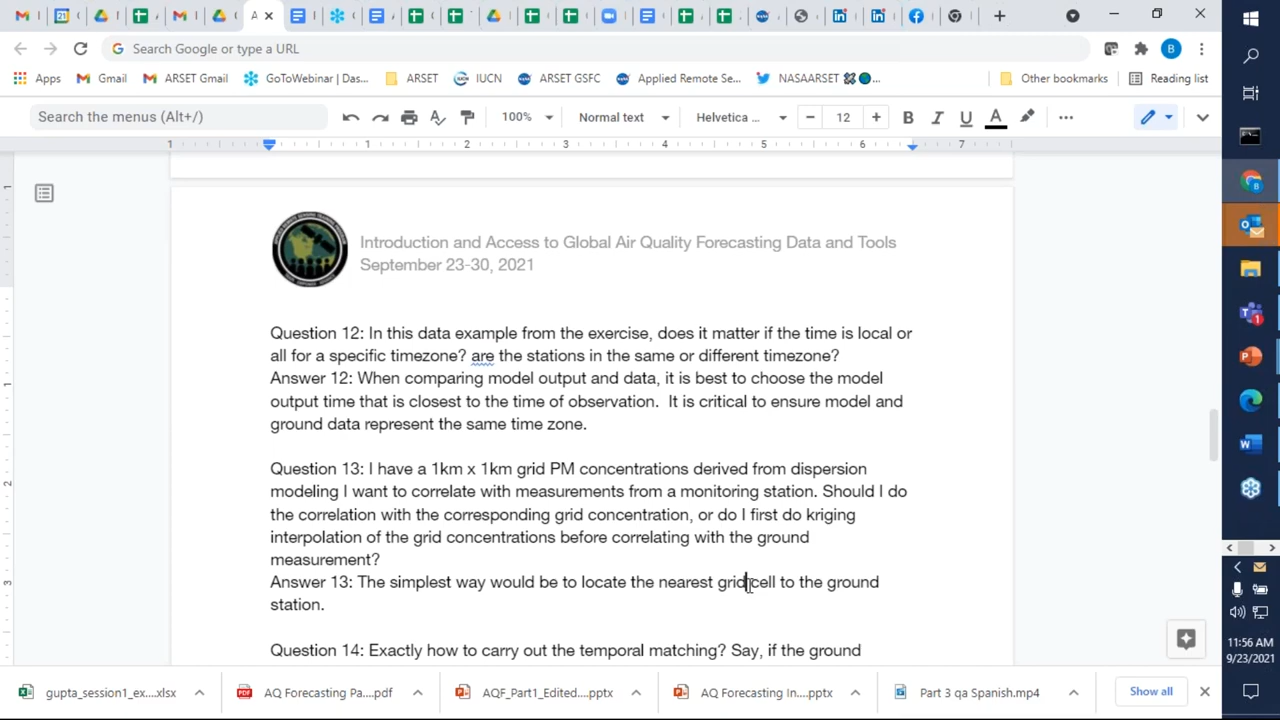 Search Google or type a URL
Apps Gmail ARSET Gmail GoToWebinar | Das... ARSET IUCN ARSET GSFC Applied Remote Se... NASAARSET Other bookmarks Reading list
Search the menus (Alt+/) 100% Normal text Helvetica ... 12 B I U A
1 1 2 3 4 5 6 7
Introduction and Access to Global Air Quality Forecasting Data and Tools
September 23-30, 2021
Question 12: In this data example from the exercise, does it matter if the time is local or
all for a specific timezone? are the stations in the same or different timezone?
Answer 12: When comparing model output and data, it is best to choose the model
output time that is closest to the time of observation.  It is critical to ensure model and
ground data represent the same time zone.
Question 13: I have a 1km x 1km grid PM concentrations derived from dispersion
modeling I want to correlate with measurements from a monitoring station. Should I do
the correlation with the corresponding grid concentration, or do I first do kriging
interpolation of the grid concentrations before correlating with the ground
measurement?
Answer 13: The simplest way would be to locate the nearest grid cell to the ground
station.
Question 14: Exactly how to carry out the temporal matching? Say, if the ground
gupta_session1_ex....xlsx AQ Forecasting Pa....pdf AQF_Part1_Edited....pptx AQ Forecasting In....pptx Part 3 qa Spanish.mp4 Show all
11:56 AM
9/23/2021